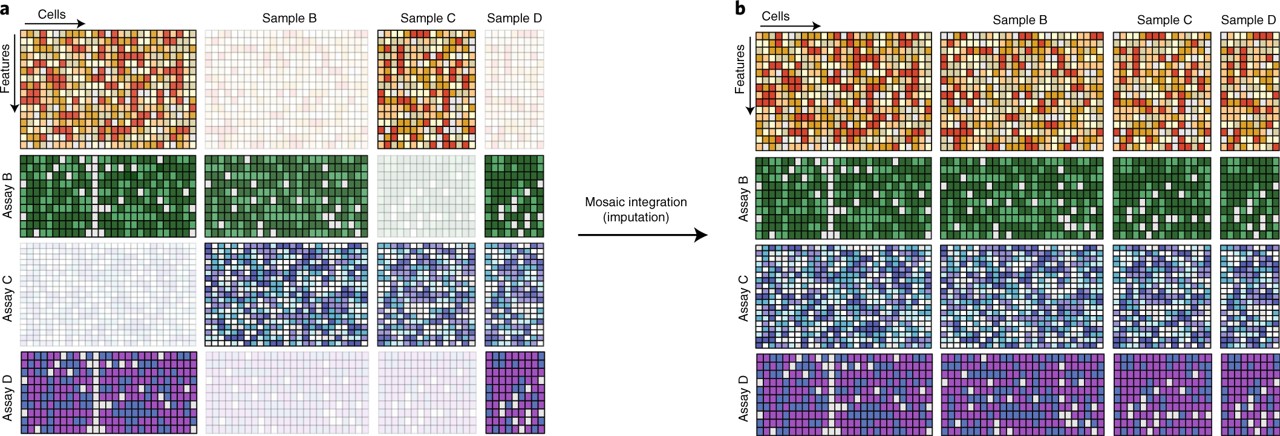 a
Cells
Sample B
Sample C
Sample D
Features
Assay B
Assay C
Assay D
Mosaic integration
(imputation)
b
Cells
Sample B
Sample C
Sample D
Features
Assay B
Assay C
Assay D